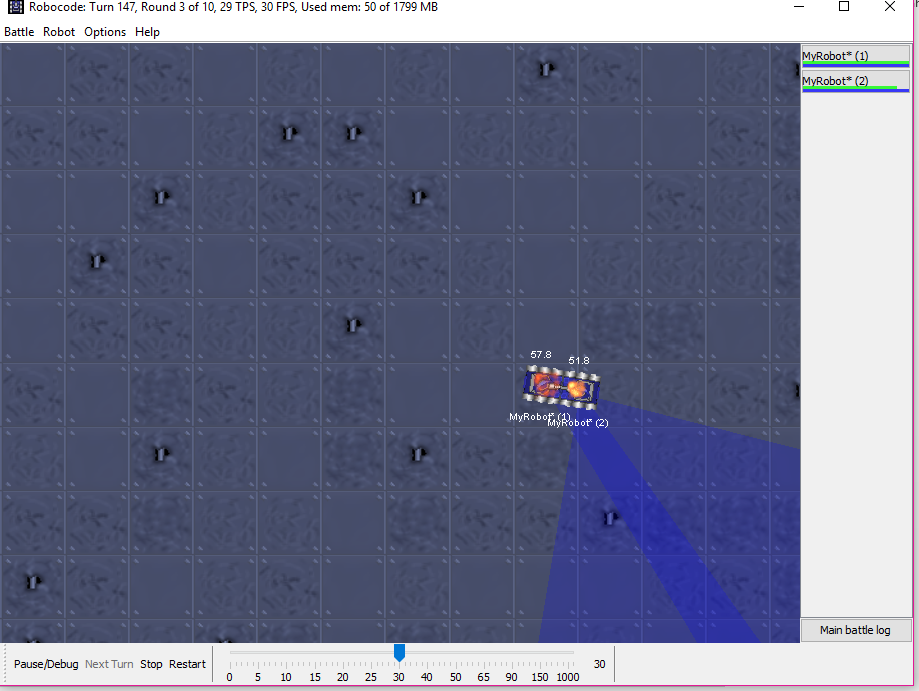 Robocode: Turn 147, Round 3 of 10, 29 TPS, 30 FPS, Used mem: 50 of 1799 MB
Battle Robot Options Help
MyRobot* (1)
MyRobot* (2)
57.8
51.8
MyRobot* (1)
MyRobot* (2)
Main battle log
Pause/Debug Next Turn Stop Restart
30
0 5 10 15 20 25 30 40 50 65 90 150 1000